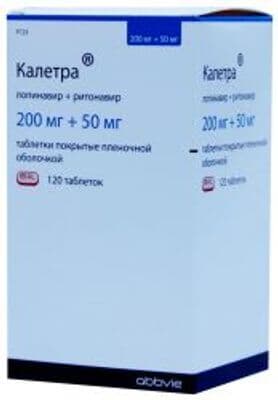 200 мг + 50 мг
Калетра®
лопинавир + ритонавир
200 мг + 50 мг
таблетки покрытые пленочной
оболочкой
120 таблеток
abbvie
Калетра®
лопинавир + ритонавир
200 мг + 50 мг
таблетки покрытые пленочной
оболочкой
120 таблеток